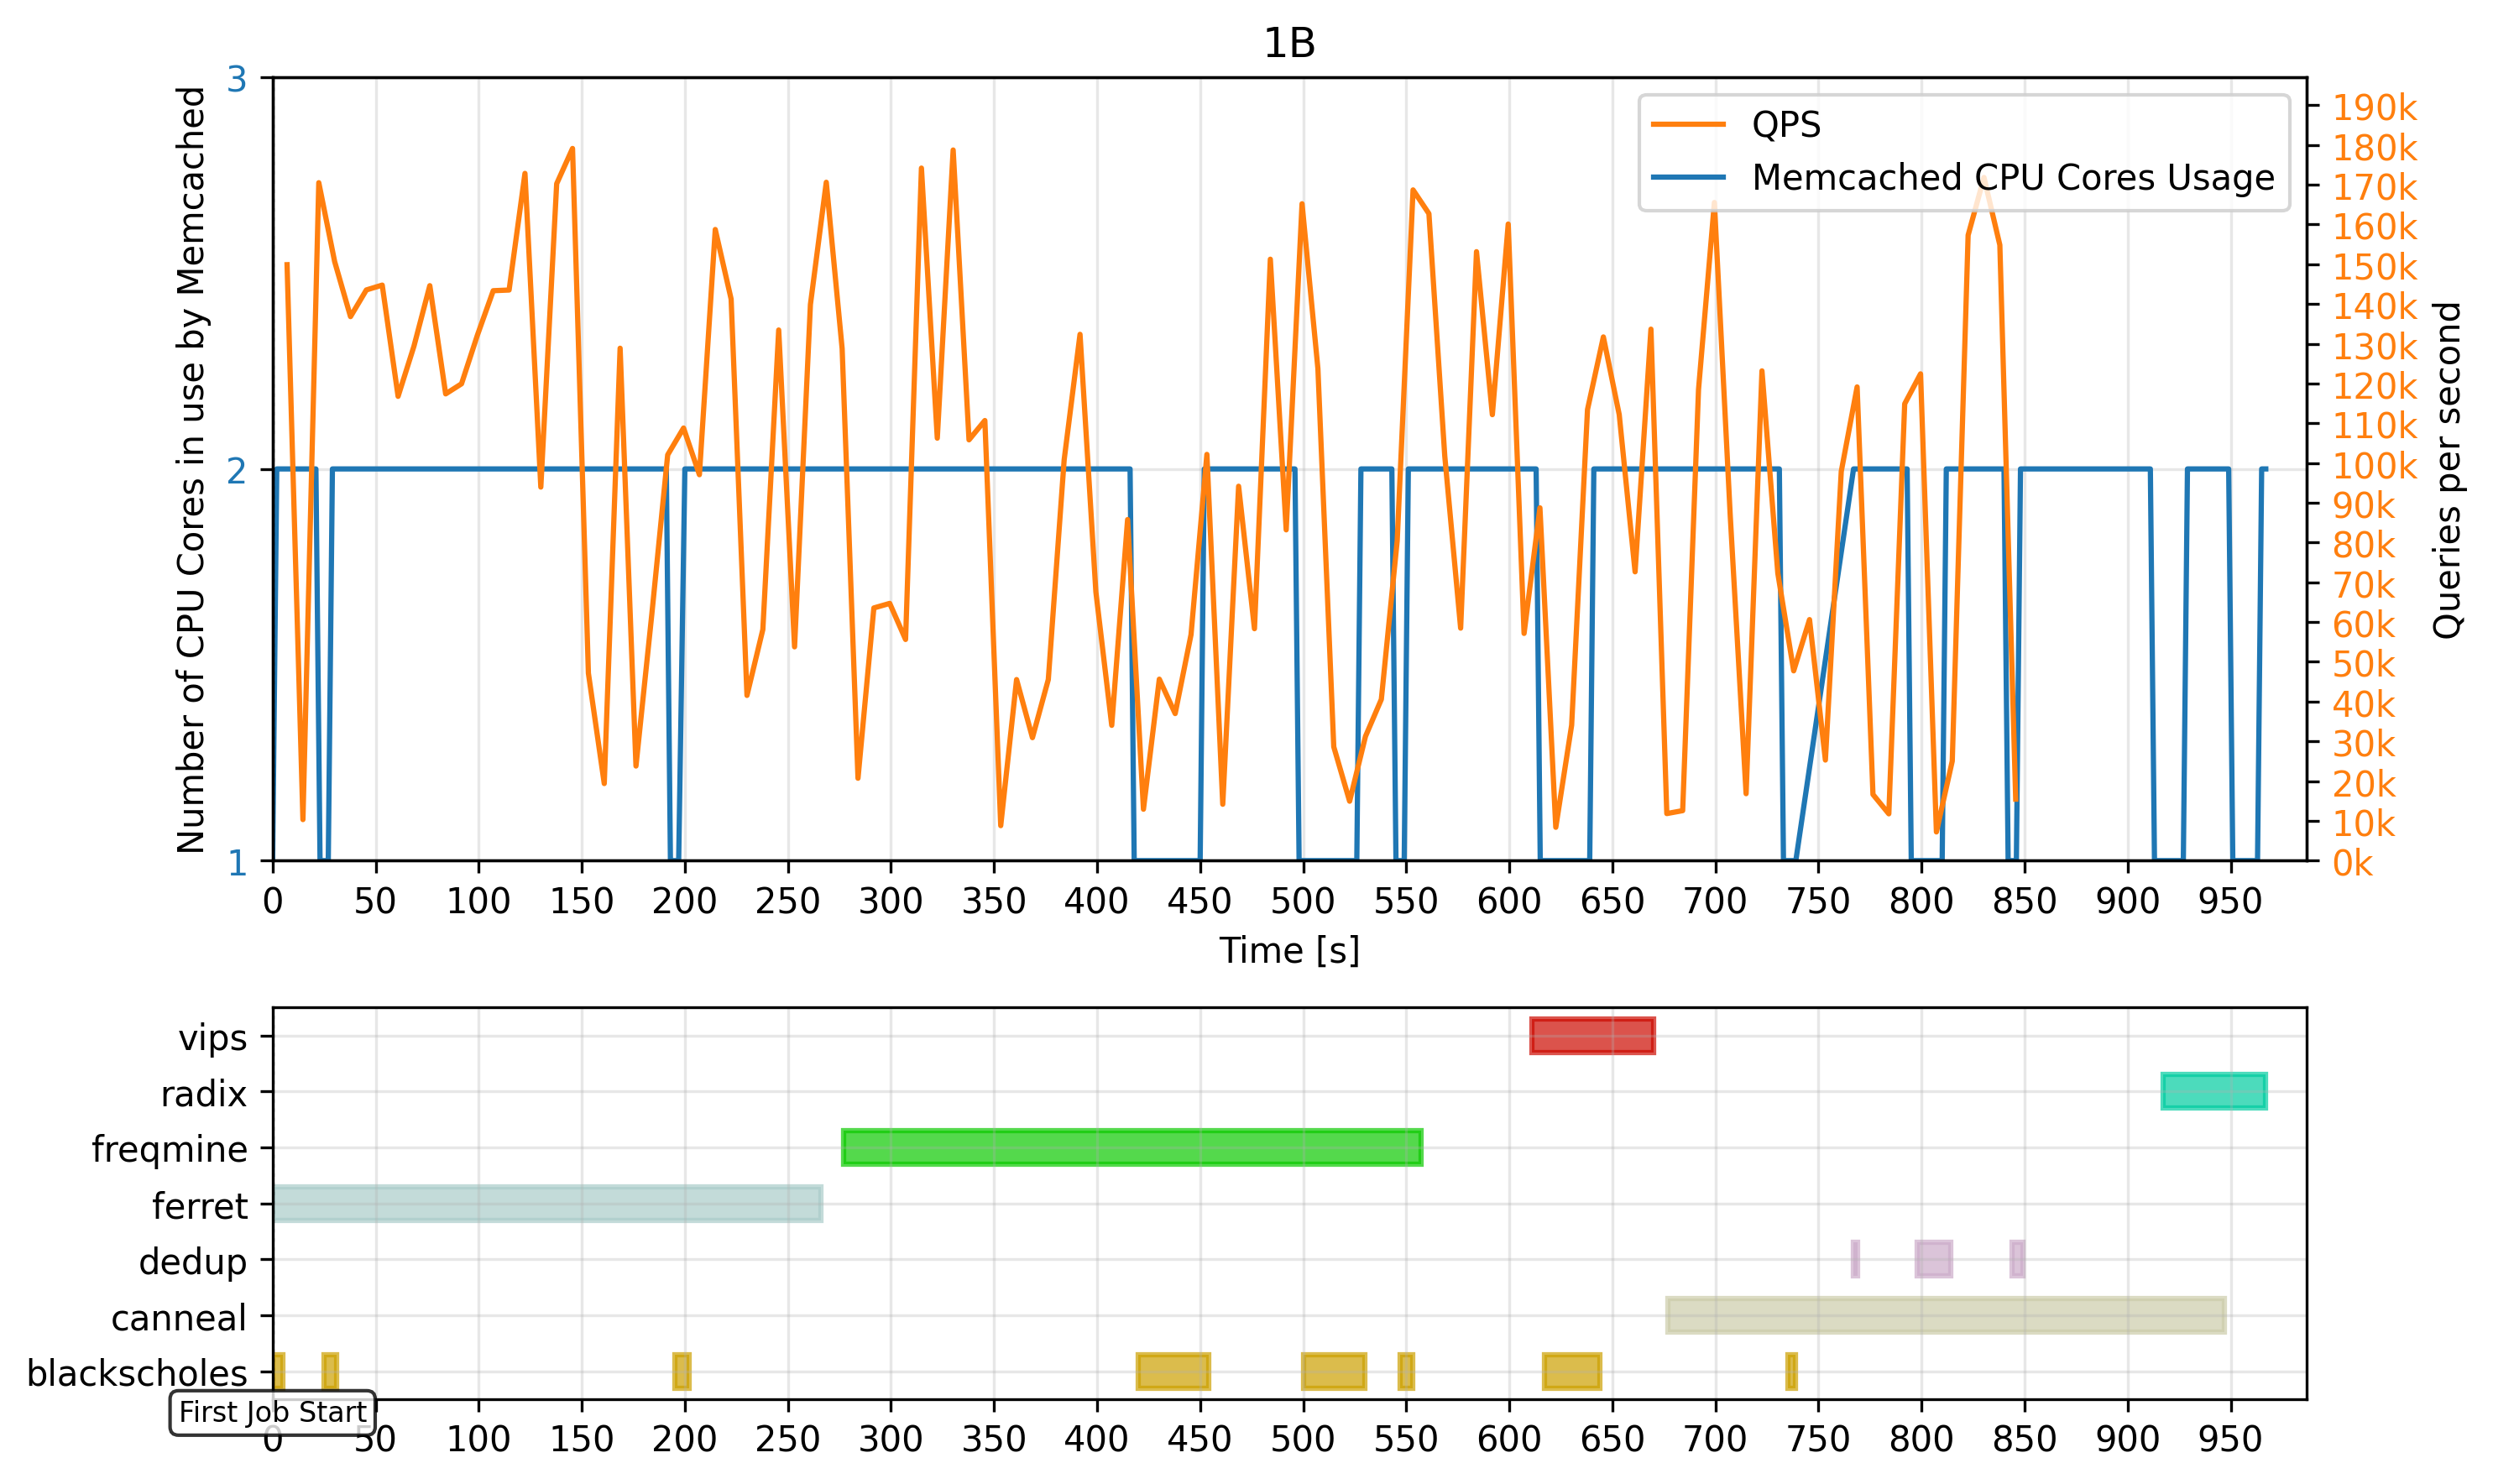 1B
Number of CPU Cores in use by Memcached
3
2
1
QPS
Memcached CPU Cores Usage
190k
180k
170k
160k
150k
140k
130k
120k
110k
100k
90k
80k
70k
60k
50k
40k
30k
20k
10k
0k
Queries per second
0 50 100 150 200 250 300 350 400 450 500 550 600 650 700 750 800 850 900 950
Time [s]
vips
radix
freqmine
ferret
dedup
canneal
blackscholes
First Job Start
0 50 100 150 200 250 300 350 400 450 500 550 600 650 700 750 800 850 900 950